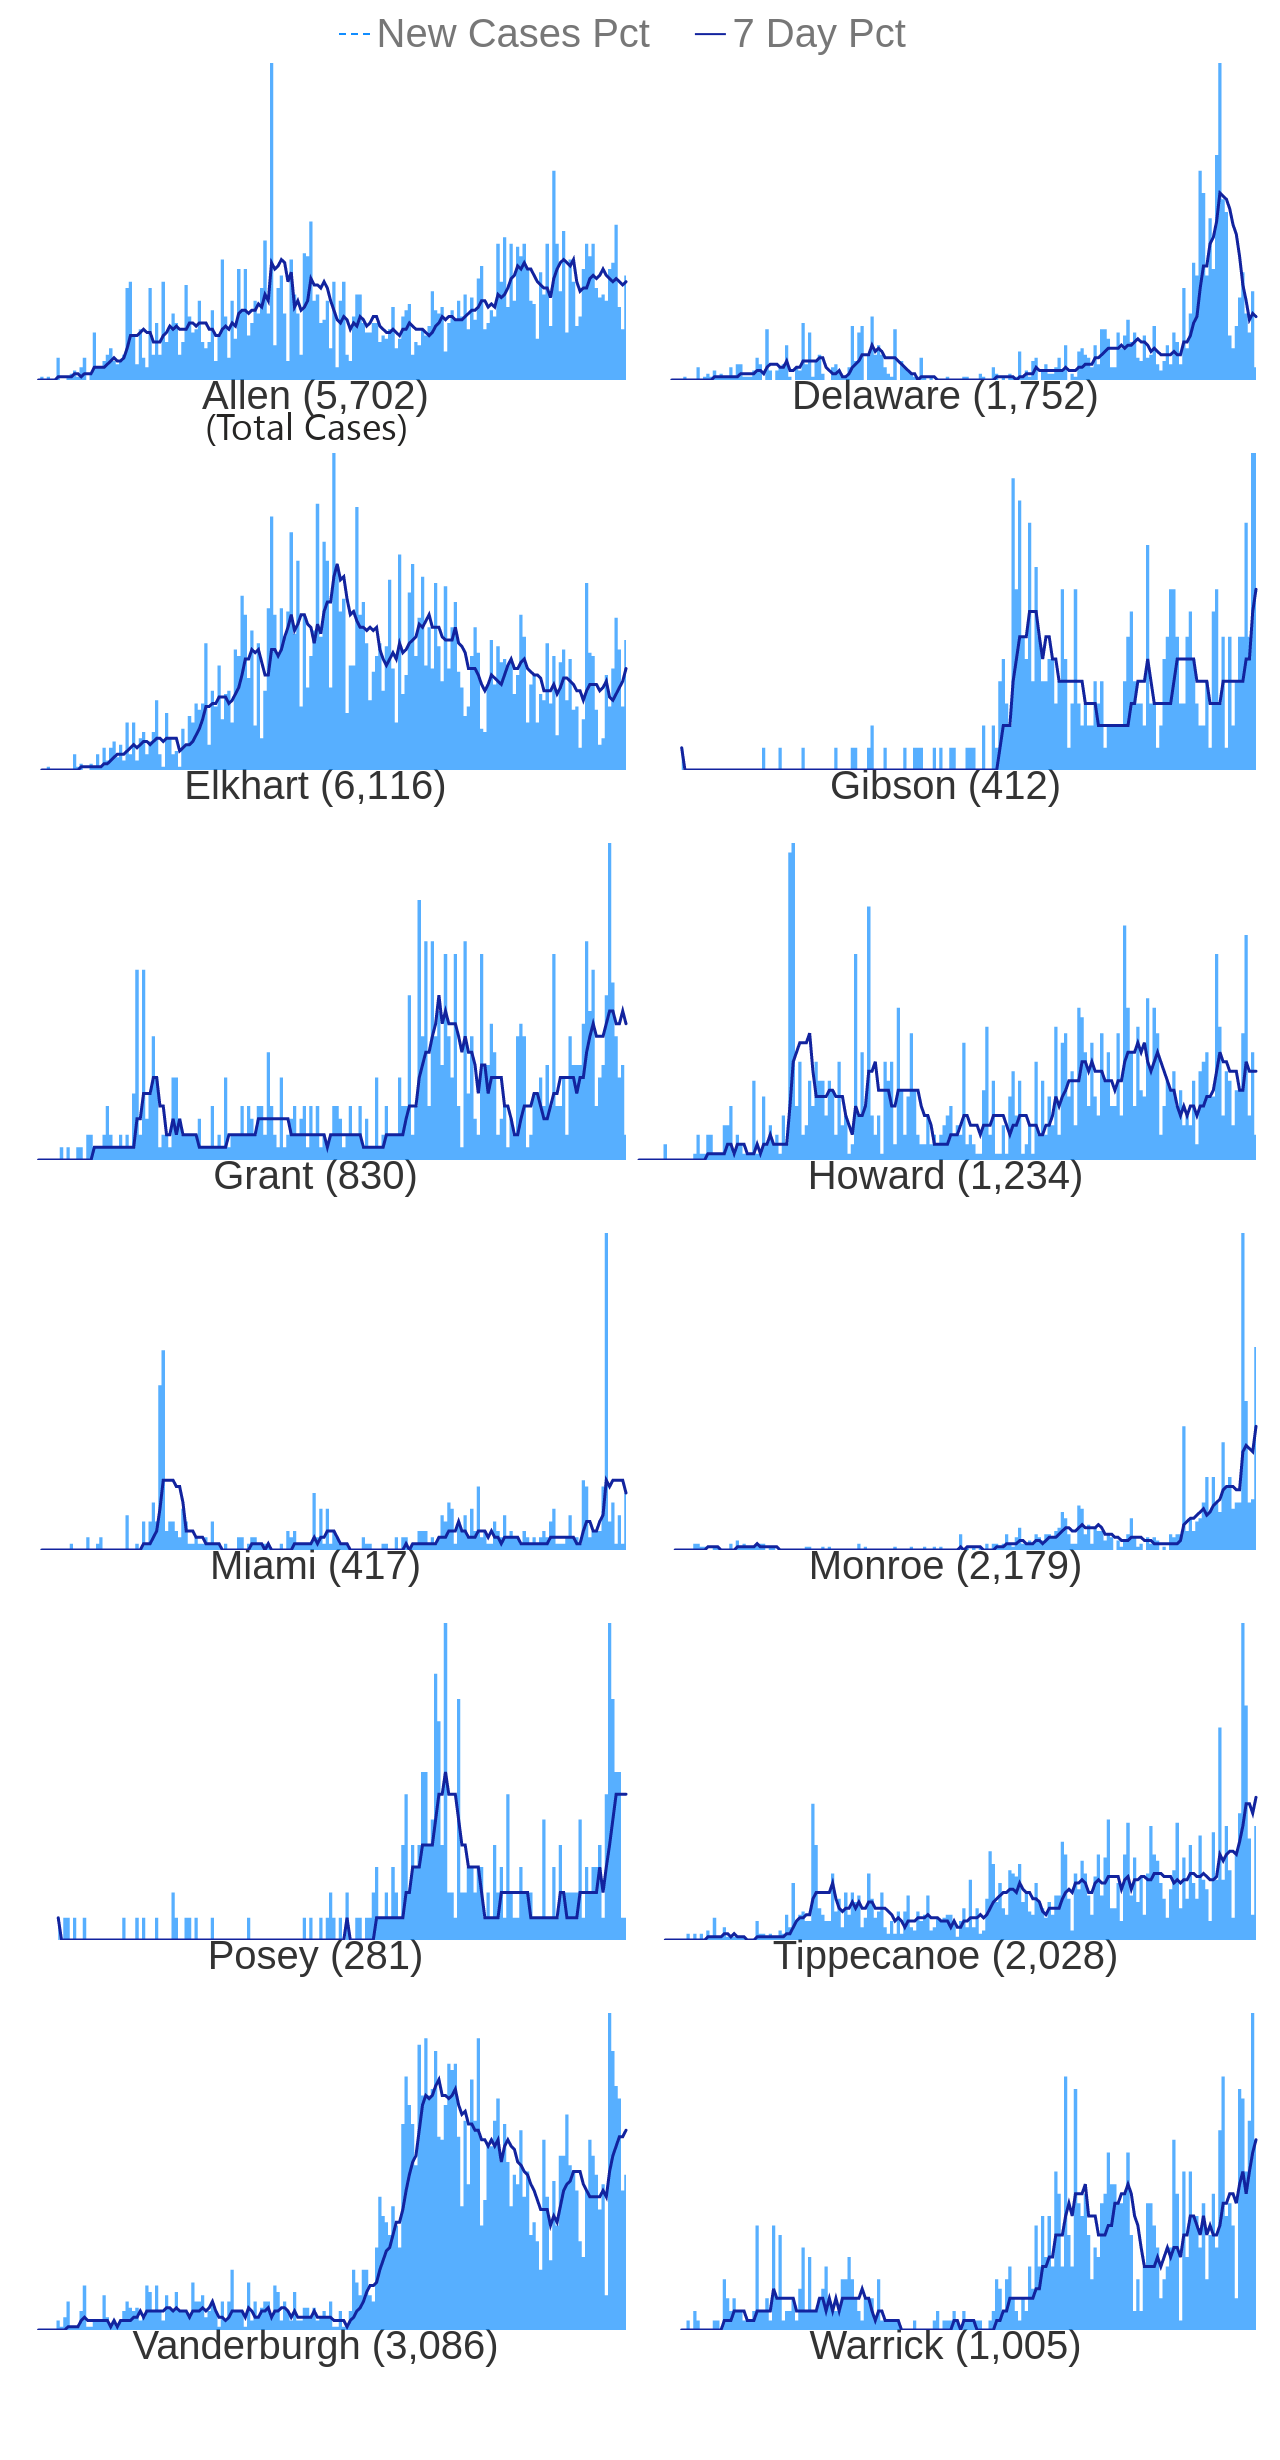 New Cases Pct 7 Day Pct
Allen (5,702) Delaware (1,752)
(Total Cases)
Elkhart (6,116) Gibson (412)
Grant (830) Howard (1,234)
Miami (417) Monroe (2,179)
Posey (281) Tippecanoe (2,028)
Vanderburgh (3,086) Warrick (1,005)